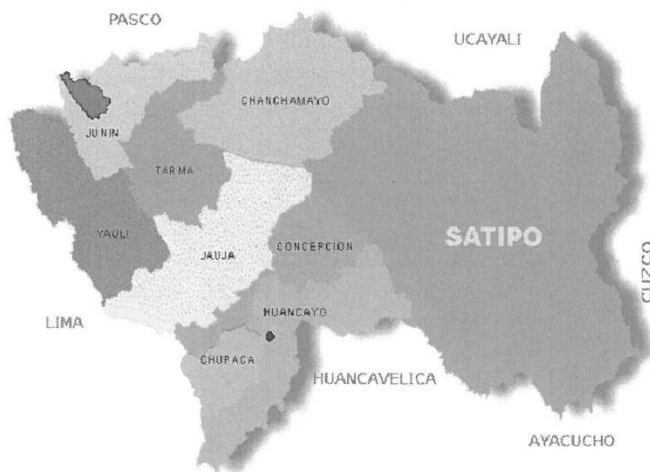 PASCO
UCAYALI
CHANCHAMAYO
JUNIN
TARMA
YAULI
SATIPO
CONCEPCION
JAUJA
CUZCO
HUANCAYO
LIMA
CHUPACA
HUANCAVELICA
AYACUCHO